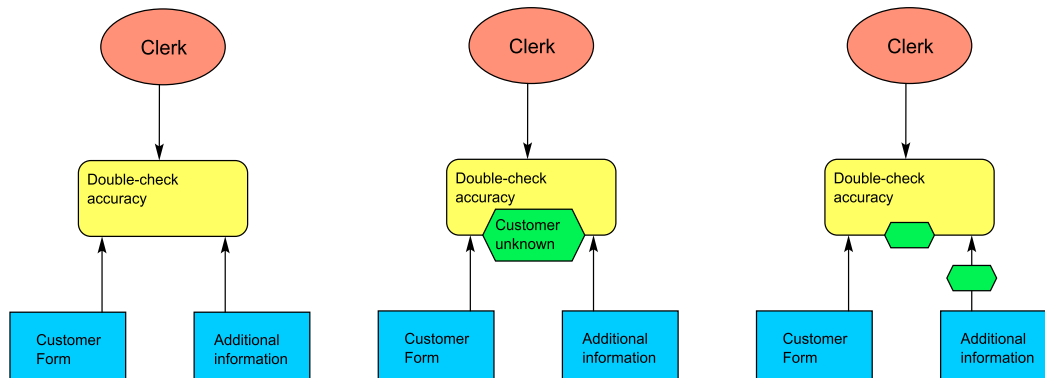 Clerk
Double-check
accuracy
Customer
Form
Additional
information
Clerk
Double-check
accuracy
Customer
unknown
Customer
Form
Additional
information
Clerk
Double-check
accuracy
Customer
Form
Additional
information